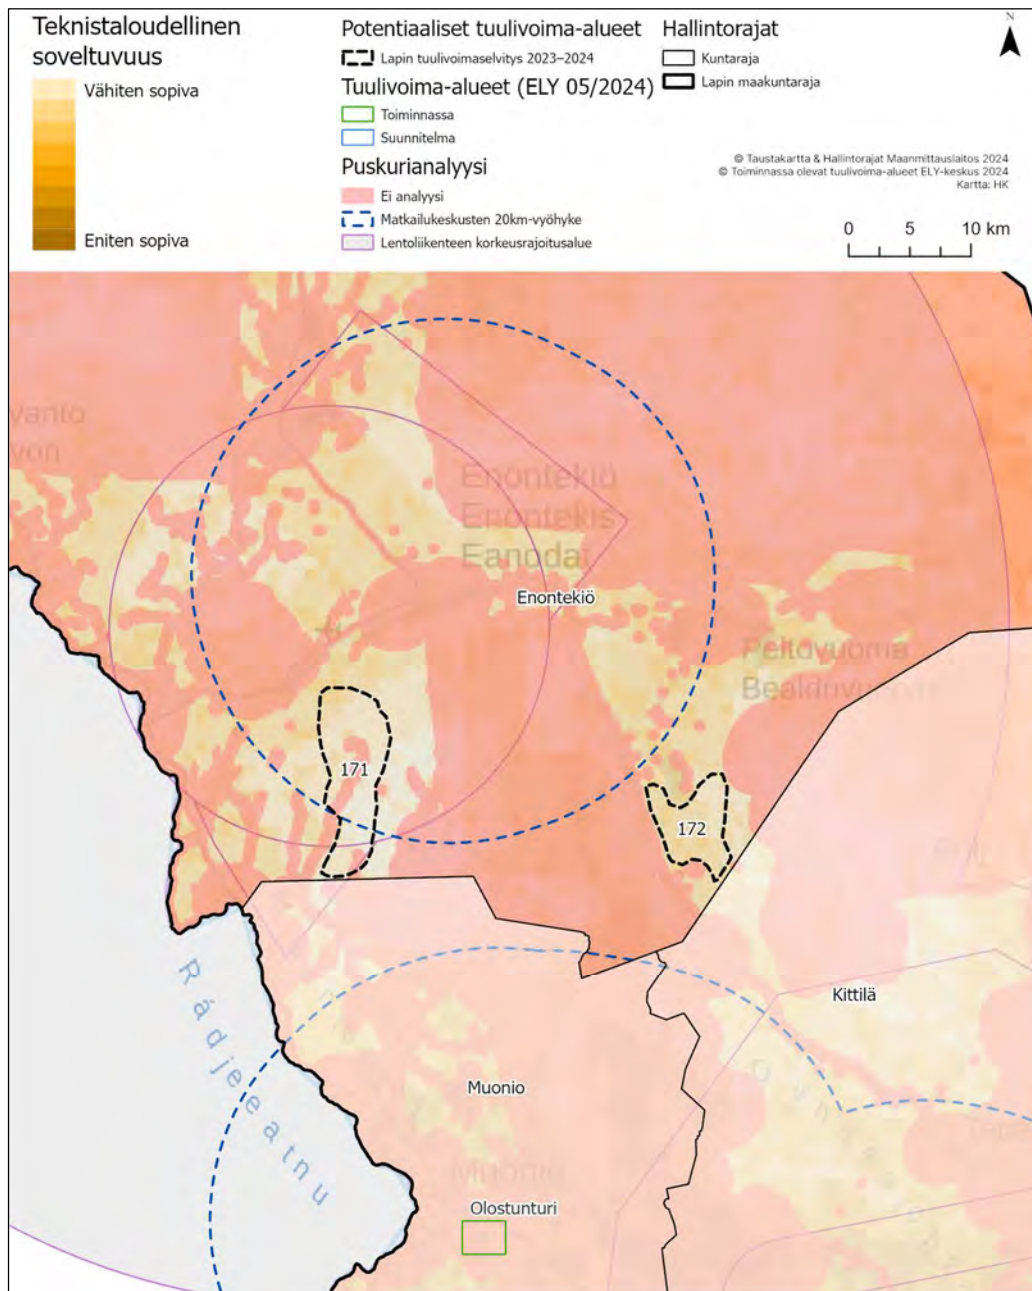 Teknistaloudellinen
soveltuvuus
Vähiten sopiva
Eniten sopiva
Potentiaaliset tuulivoima-alueet
Lapin tuulivoimaselvitys 2023–2024
Tuulivoima-alueet (ELY 05/2024)
Toiminnassa
Suunnitelma
Puskurianalyysi
Ei analyysi
Matkailukeskusten 20km-vyöhyke
Lentoliikenteen korkeusrajoitusalue
Hallintorajat
Kuntaraja
Lapin maakuntaraja
N
© Taustakartta & Hallintorajat Maanmittauslaitos 2024
© Toiminnassa olevat tuulivoima-alueet ELY-keskus 2024
Kartta: HK
0 5 10 km
Enontekiö
Enontekis
Eanodat
Enontekiö
Peltovuoma
171
172
Kittilä
Rádjeeatnu
Muonio
Muonio
Olostunturi